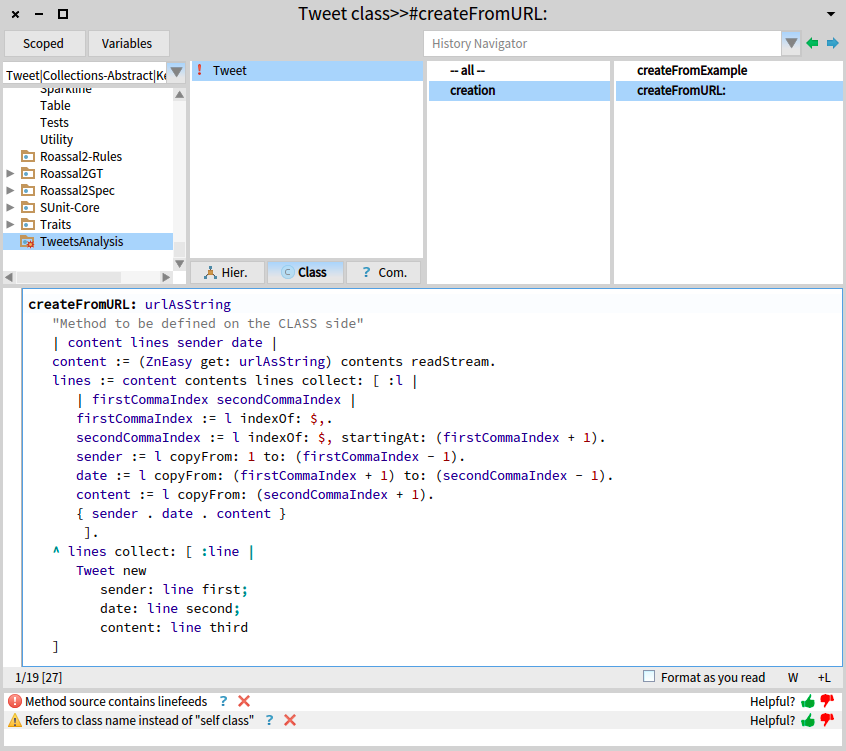 Tweet class>>#createFromURL:
Scoped
Variables
History Navigator
Tweet|Collections-Abstract|Ke
Sparkline
Table
Tests
Utility
Roassal2-Rules
Roassal2GT
Roassal2Spec
SUnit-Core
Traits
TweetsAnalysis
! Tweet
Hier.
C Class
? Com.
-- all --
creation
createFromExample
createFromURL:
createFromURL: urlAsString
"Method to be defined on the CLASS side"
| content lines sender date |
content := (ZnEasy get: urlAsString) contents readStream.
lines := content contents lines collect: [ :l |
| firstCommaIndex secondCommaIndex |
firstCommaIndex := l indexOf: $,.
secondCommaIndex := l indexOf: $, startingAt: (firstCommaIndex + 1).
sender := l copyFrom: 1 to: (firstCommaIndex - 1).
date := l copyFrom: (firstCommaIndex + 1) to: (secondCommaIndex - 1).
content := l copyFrom: (secondCommaIndex + 1).
{ sender . date . content }
].
^ lines collect: [ :line |
Tweet new
sender: line first;
date: line second;
content: line third
]
1/19 [27]
Format as you read
W
+L
Method source contains linefeeds ?
Helpful?
Refers to class name instead of "self class" ?
Helpful?